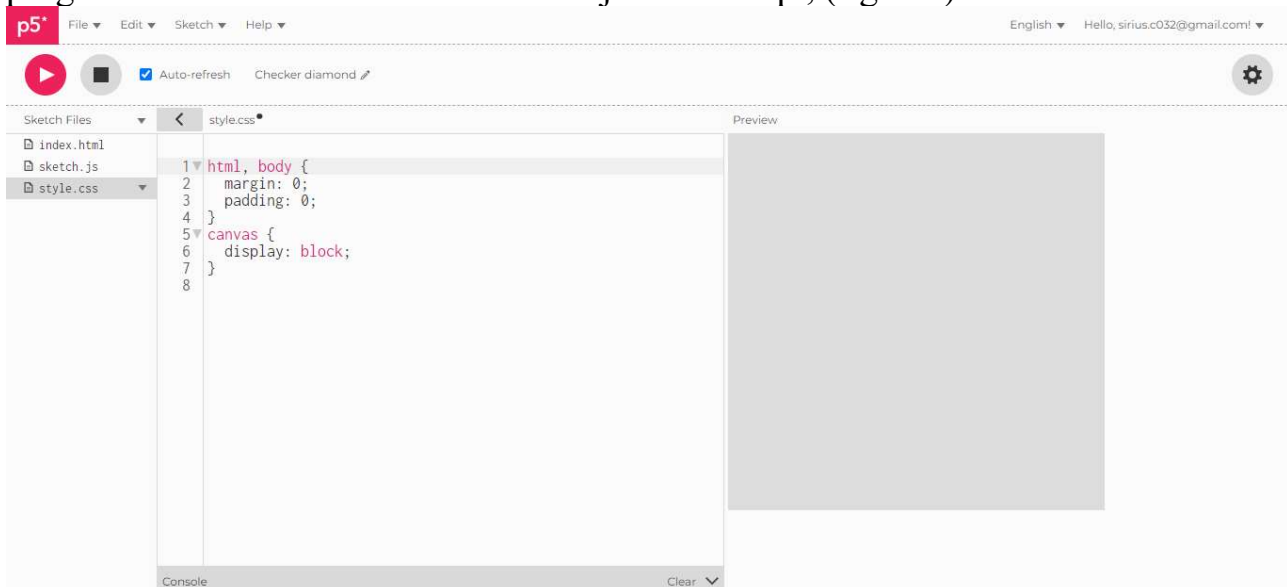 p5* File Edit Sketch Help English Hello, sirius.c032@gmail.com!
Auto-refresh Checker diamond
Sketch Files style.css Preview
index.html
sketch.js
style.css
1 html, body {
2 margin: 0;
3 padding: 0;
4 }
5 canvas {
6 display: block;
7 }
8
Console Clear